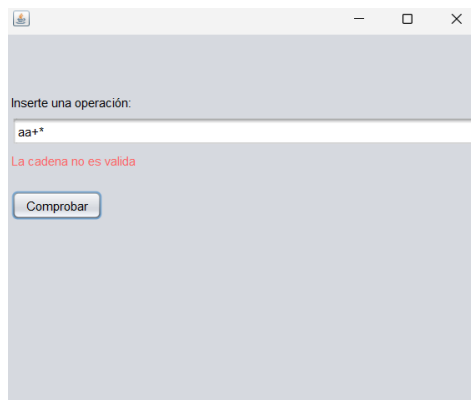 Inserte una operación:
aa+*
La cadena no es valida
Comprobar